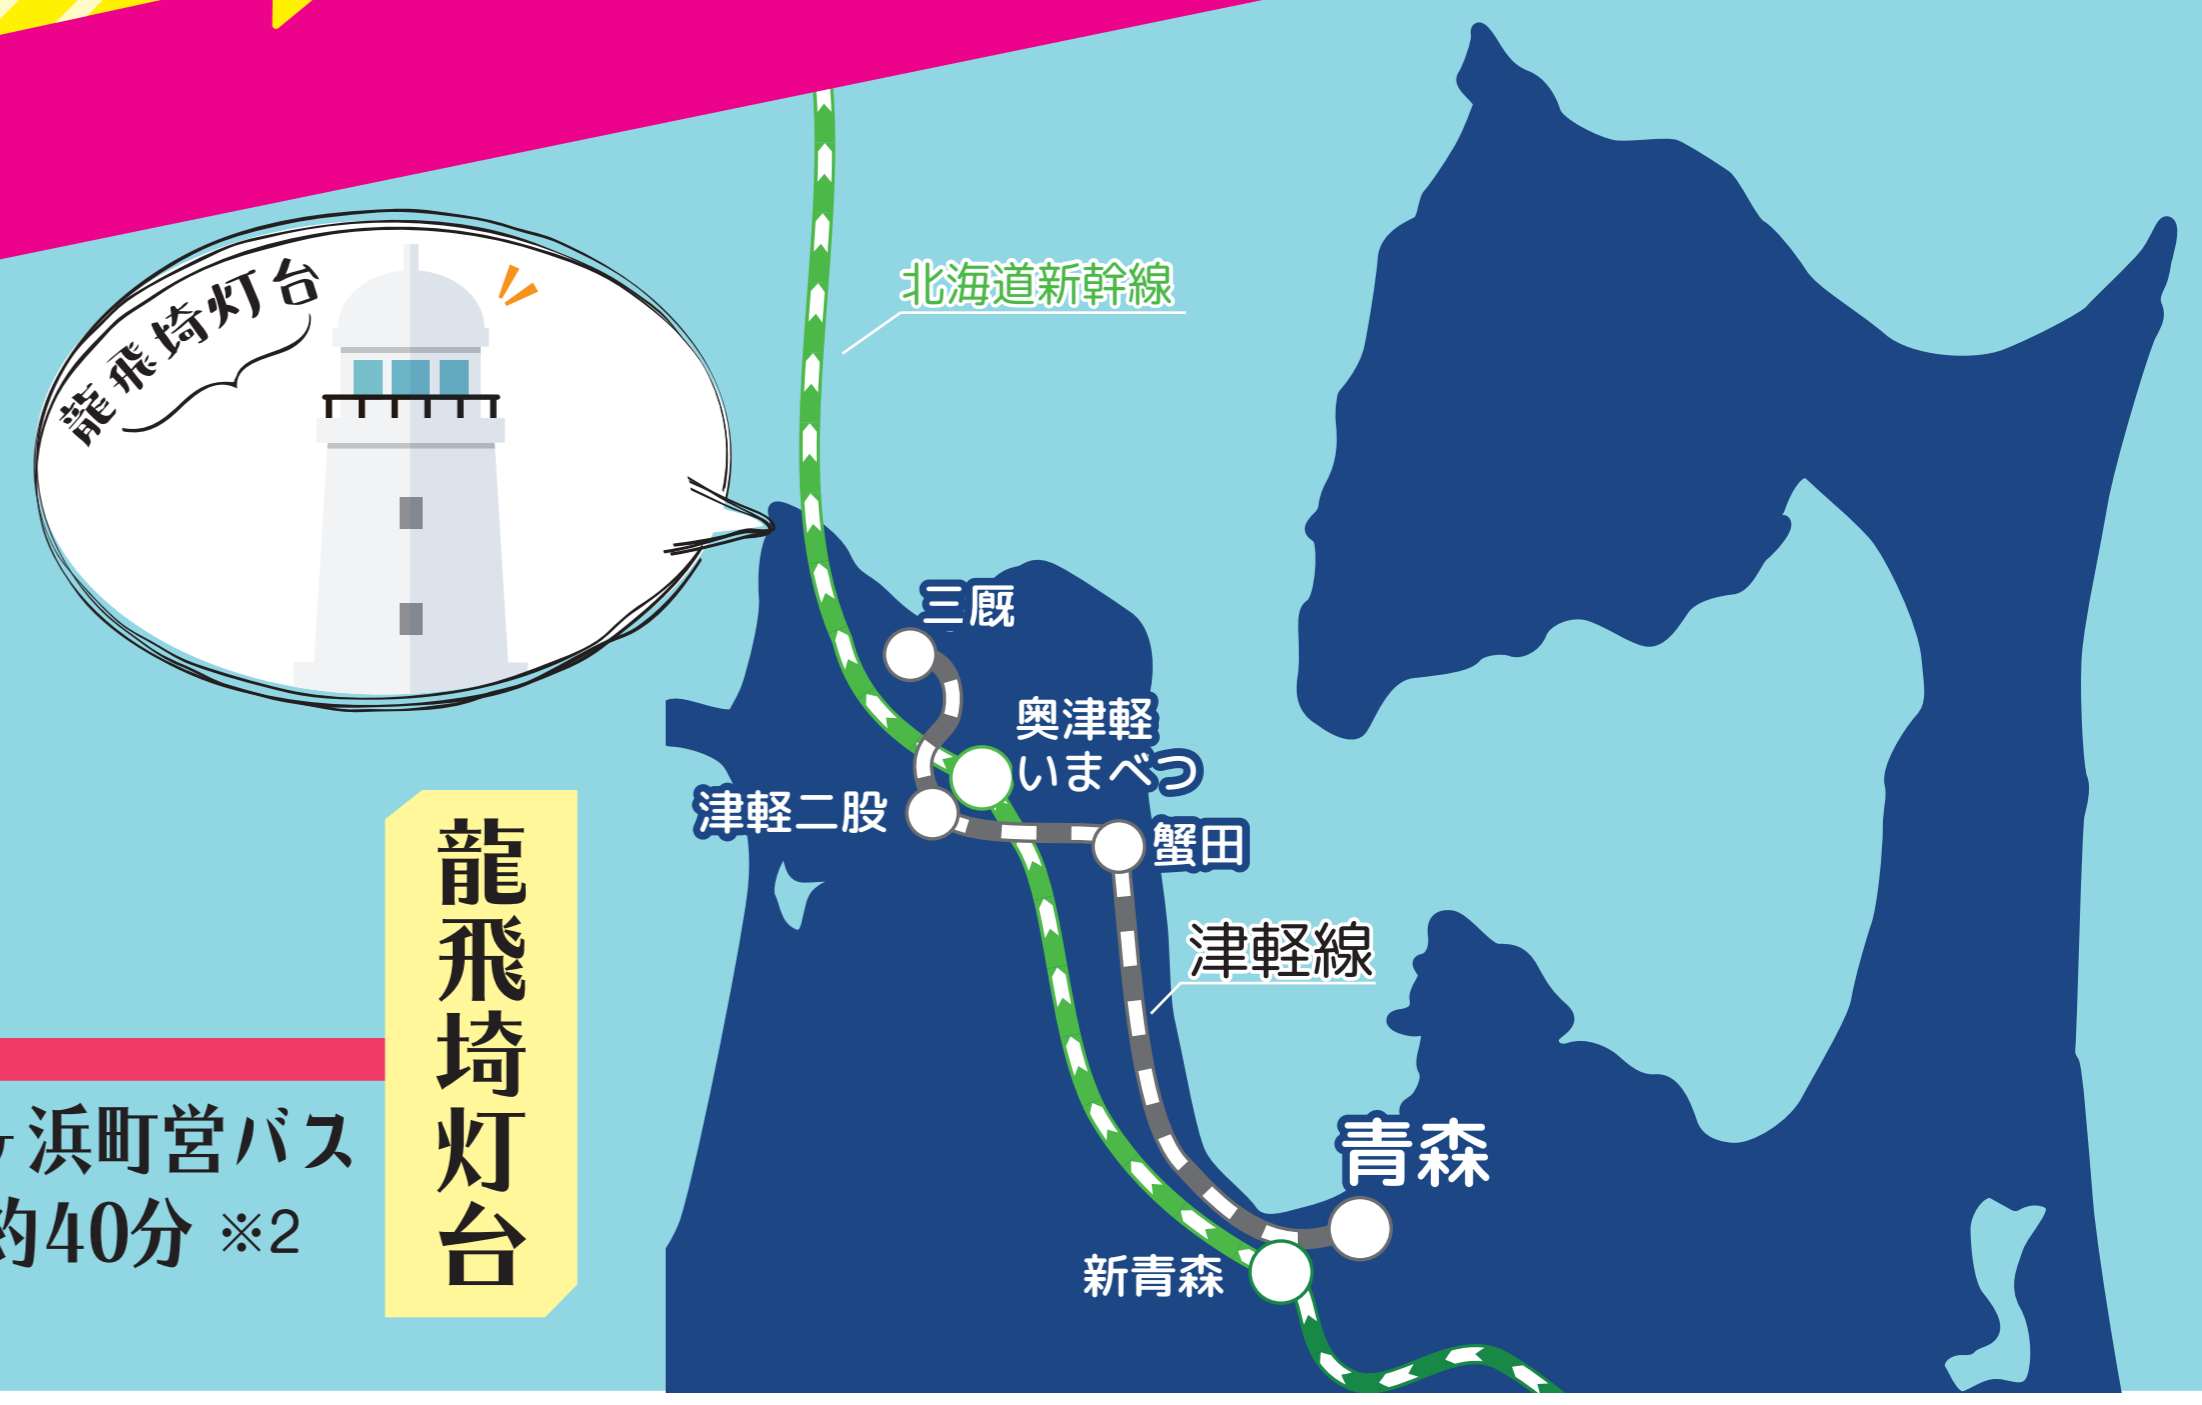 北海道新幹線
龍飛埼灯台
三厩
奥津軽
いまべつ
津軽二股
蟹田
津軽線
龍飛埼灯台
浜町営バス
約40分 ※2
青森
新青森